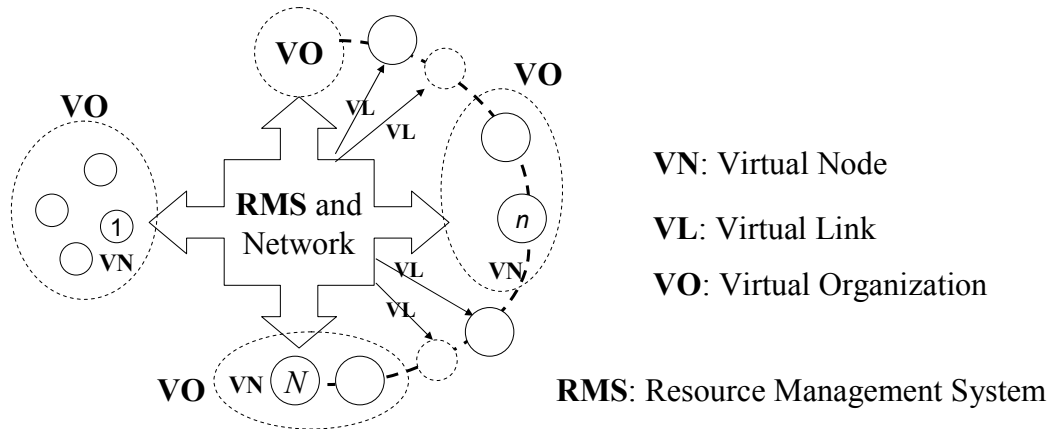 VO
VO
VO
VL
VL
VN: Virtual Node
RMS and
Network
1
n
VN
VL: Virtual Link
VN
VL
VL
VO: Virtual Organization
VO
VN
N
RMS: Resource Management System